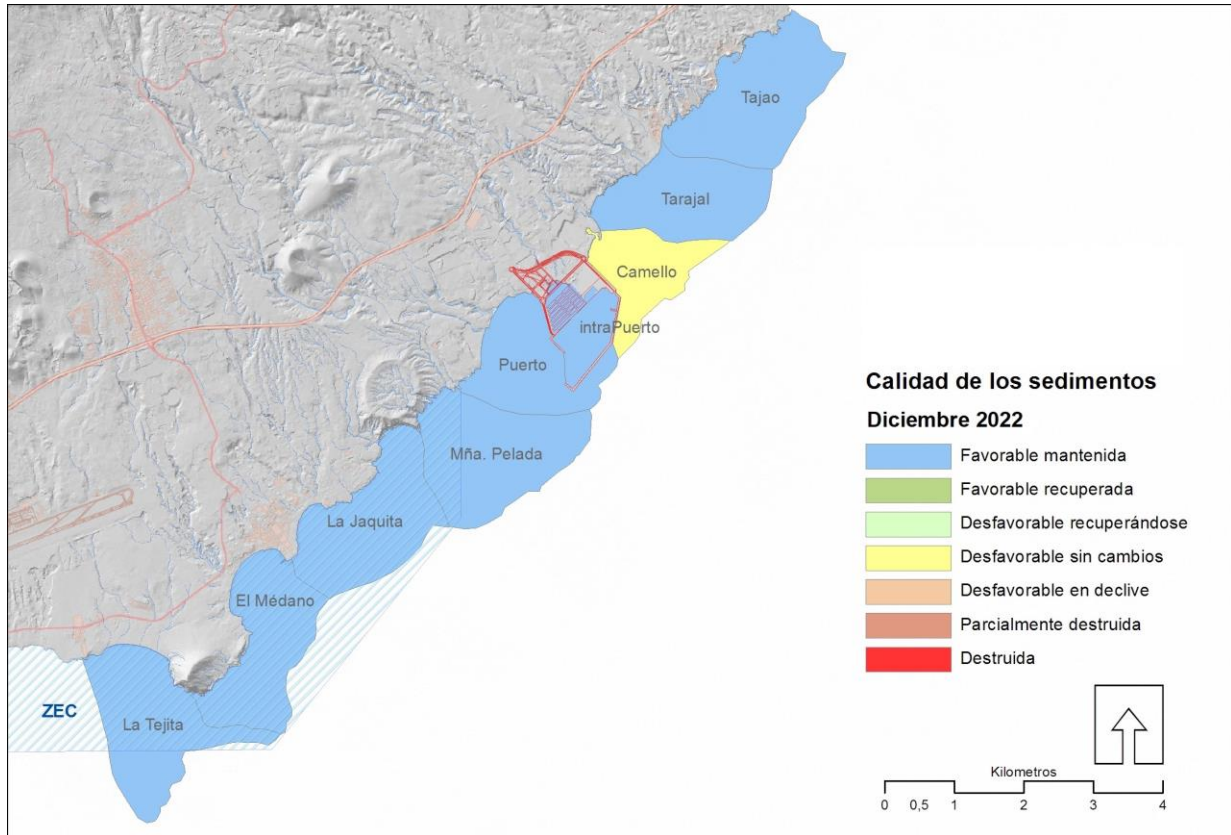 Tajao
Tarajal
Camello
intraPuerto
Puerto
Mña. Pelada
La Jaquita
El Médano
La Tejita
ZEC
Calidad de los sedimentos
Diciembre 2022
Favorable mantenida
Favorable recuperada
Desfavorable recuperándose
Desfavorable sin cambios
Desfavorable en declive
Parcialmente destruida
Destruida
Kilometros
0 0,5 1 2 3 4